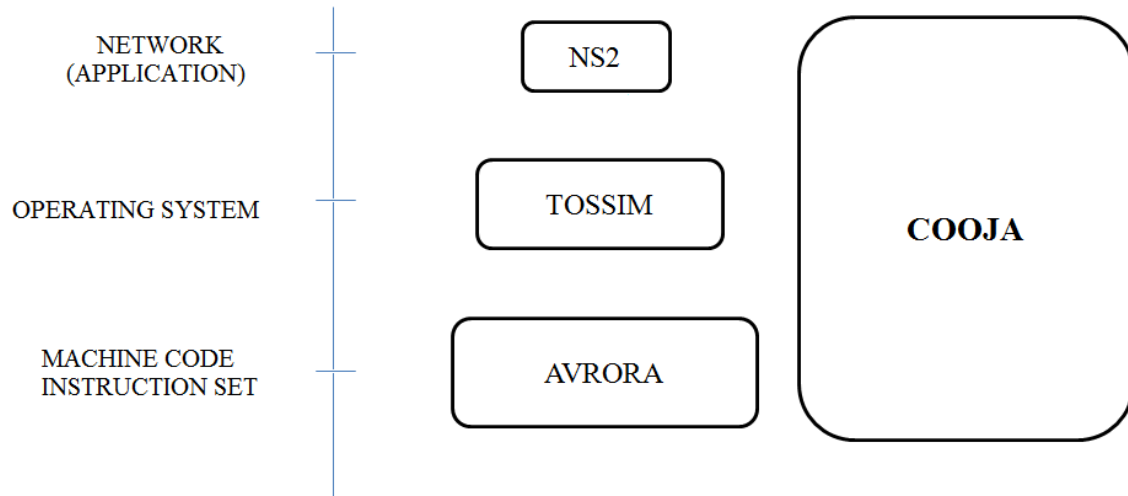 NETWORK
(APPLICATION)
NS2
OPERATING SYSTEM
TOSSIM
COOJA
MACHINE CODE
INSTRUCTION SET
AVRORA